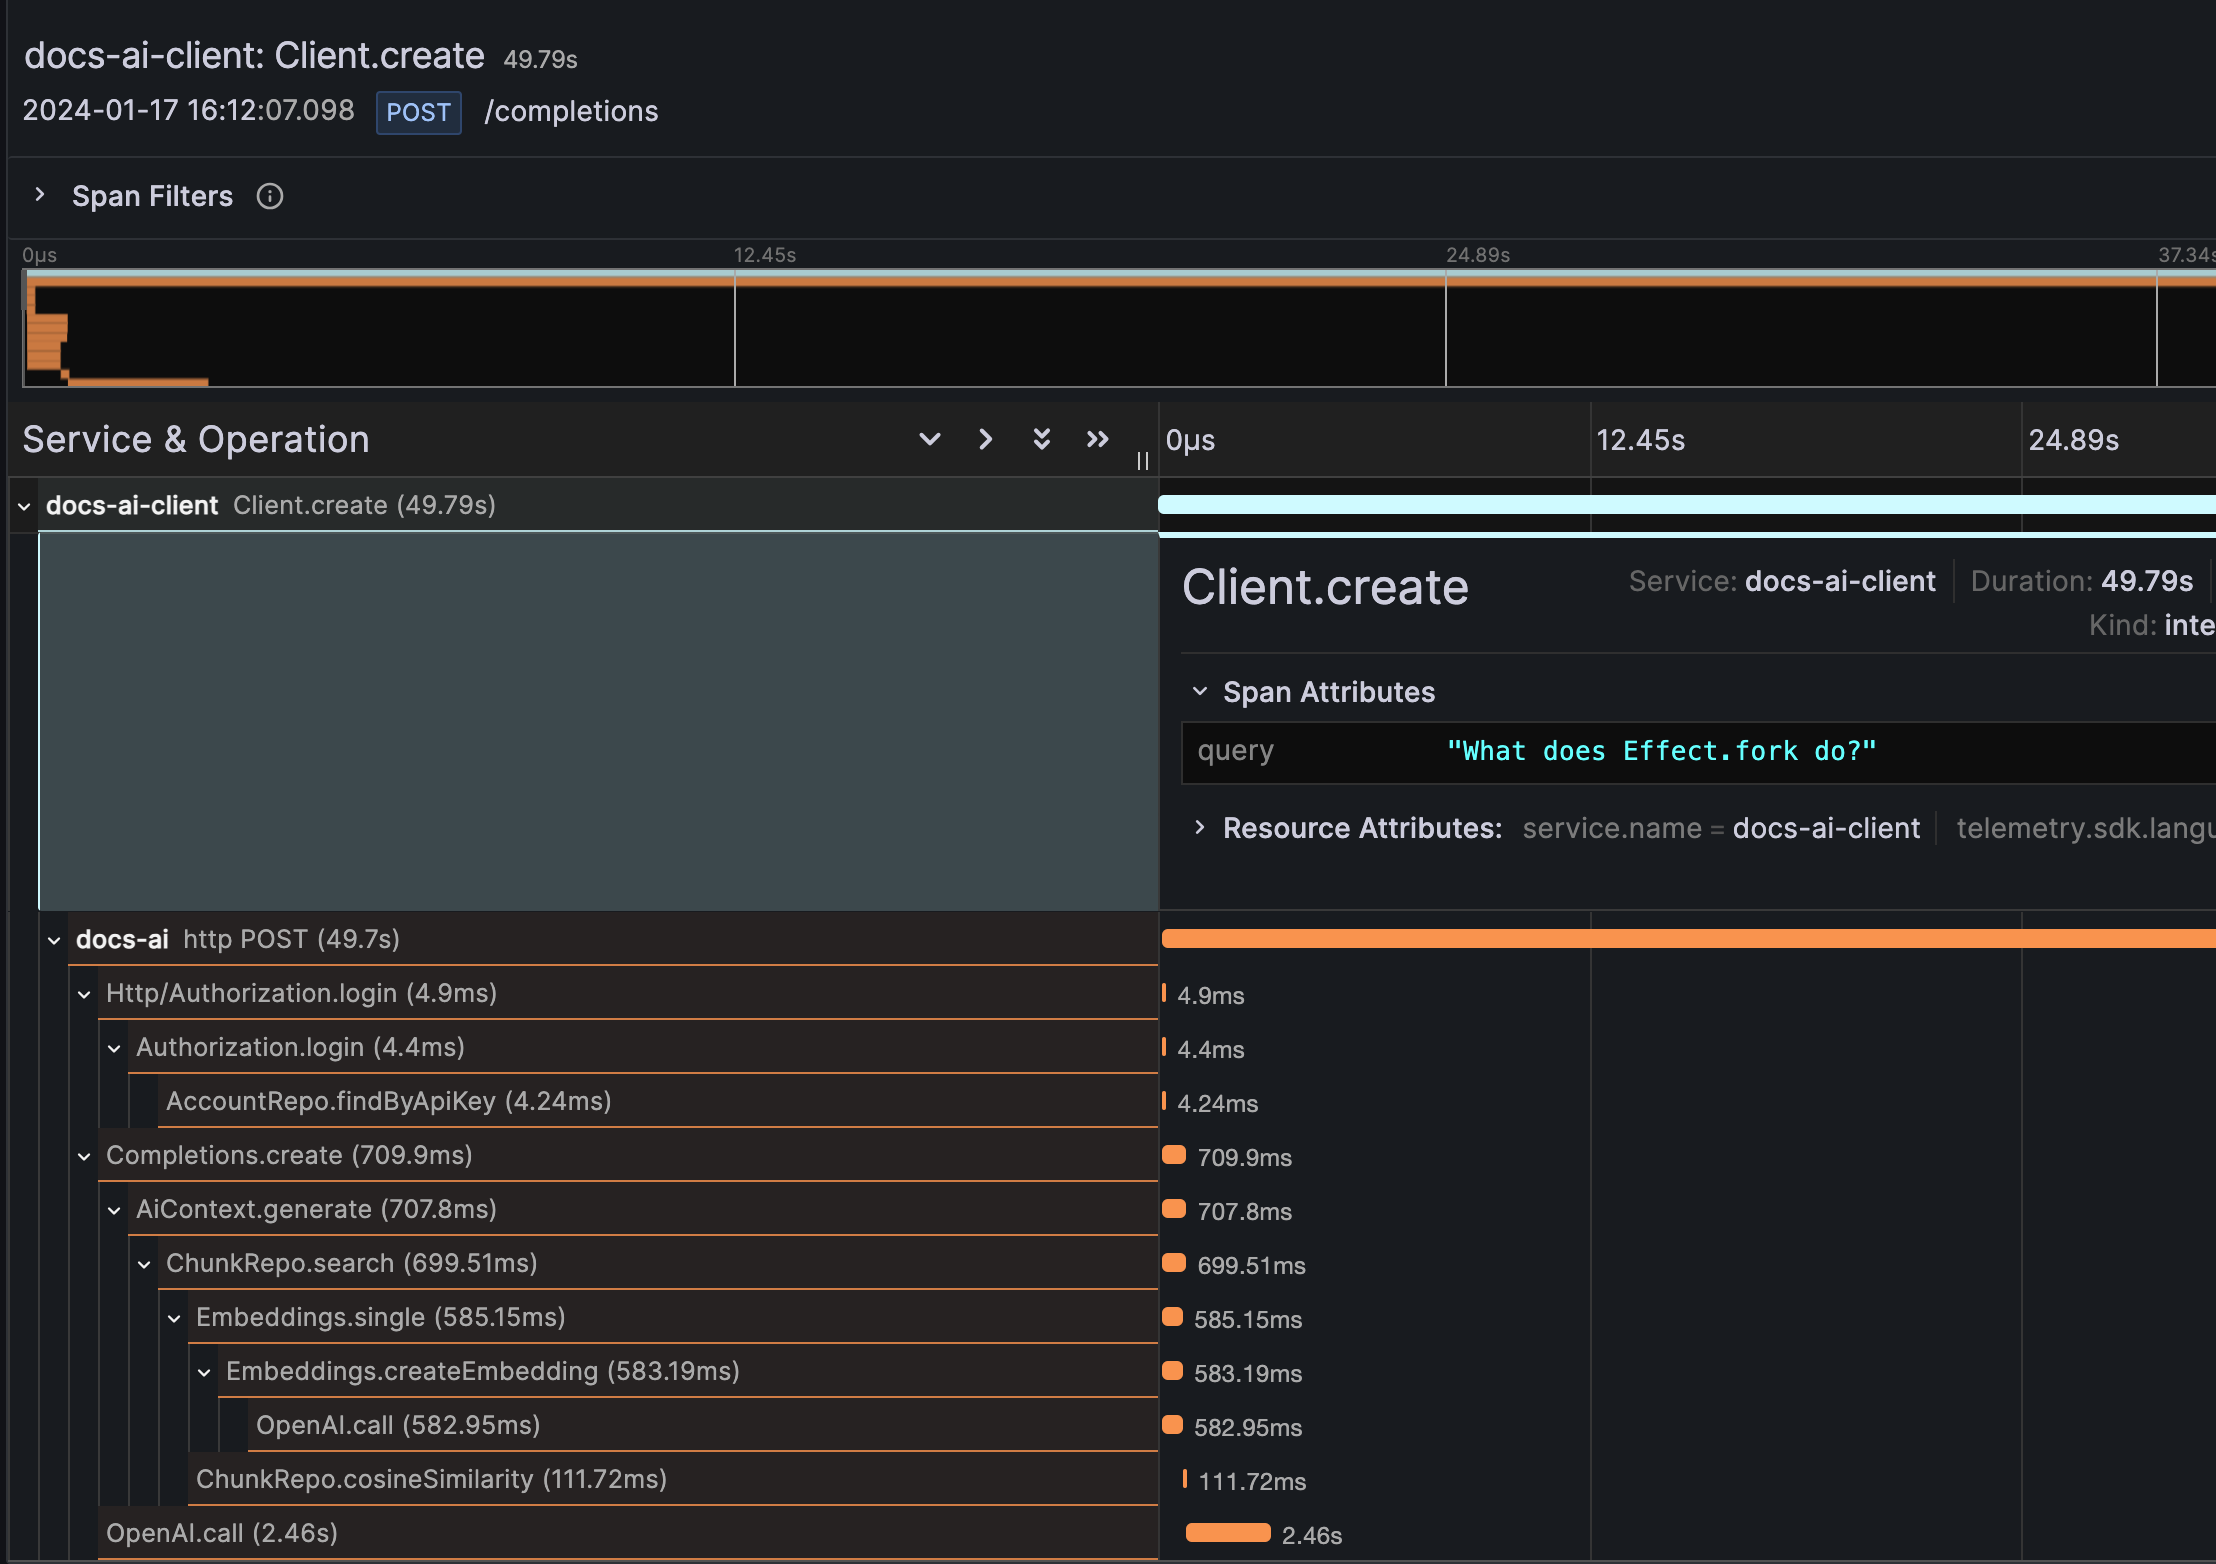 docs-ai-client: Client.create 49.79s
2024-01-17 16:12:07.098 POST /completions
Span Filters
0μs 12.45s 24.89s 37.34s
Service & Operation 0μs 12.45s 24.89s
docs-ai-client Client.create (49.79s)
Client.create Service: docs-ai-client Duration: 49.79s
Kind: inte
Span Attributes
query "What does Effect.fork do?"
Resource Attributes: service.name = docs-ai-client telemetry.sdk.langu
docs-ai http POST (49.7s)
Http/Authorization.login (4.9ms) 4.9ms
Authorization.login (4.4ms) 4.4ms
AccountRepo.findByApiKey (4.24ms) 4.24ms
Completions.create (709.9ms) 709.9ms
AiContext.generate (707.8ms) 707.8ms
ChunkRepo.search (699.51ms) 699.51ms
Embeddings.single (585.15ms) 585.15ms
Embeddings.createEmbedding (583.19ms) 583.19ms
OpenAI.call (582.95ms) 582.95ms
ChunkRepo.cosineSimilarity (111.72ms) 111.72ms
OpenAI.call (2.46s) 2.46s